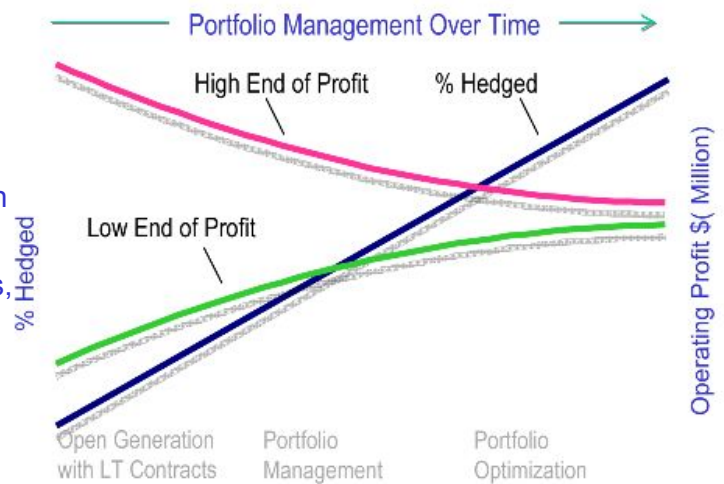 Portfolio Management Over Time
High End of Profit
% Hedged
Low End of Profit
% Hedged
Operating Profit $( Million)
Open Generation
with LT Contracts
Portfolio
Management
Portfolio
Optimization